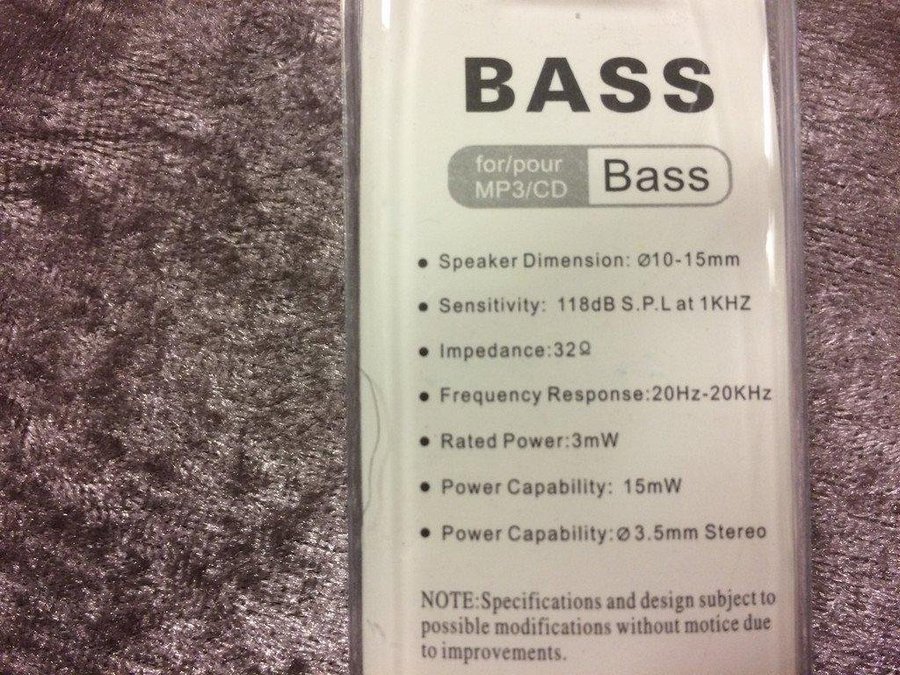 BASS
for/pour
MP3/CD
Bass
• Speaker Dimension: Ø10-15mm
• Sensitivity: 118dB S.P.L at 1KHZ
• Impedance:32Ω
• Frequency Response:20Hz-20KHz
• Rated Power:3mW
• Power Capability: 15mW
• Power Capability:Ø3.5mm Stereo
NOTE:Specifications and design subject to
possible modifications without motice due
to improvements.